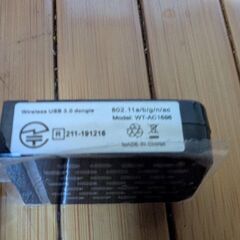 Wireless USB 3.0 dongle
802.11a/b/g/n/ac
Model: WT-AC1696
R 211-191216
MADE IN CHINA